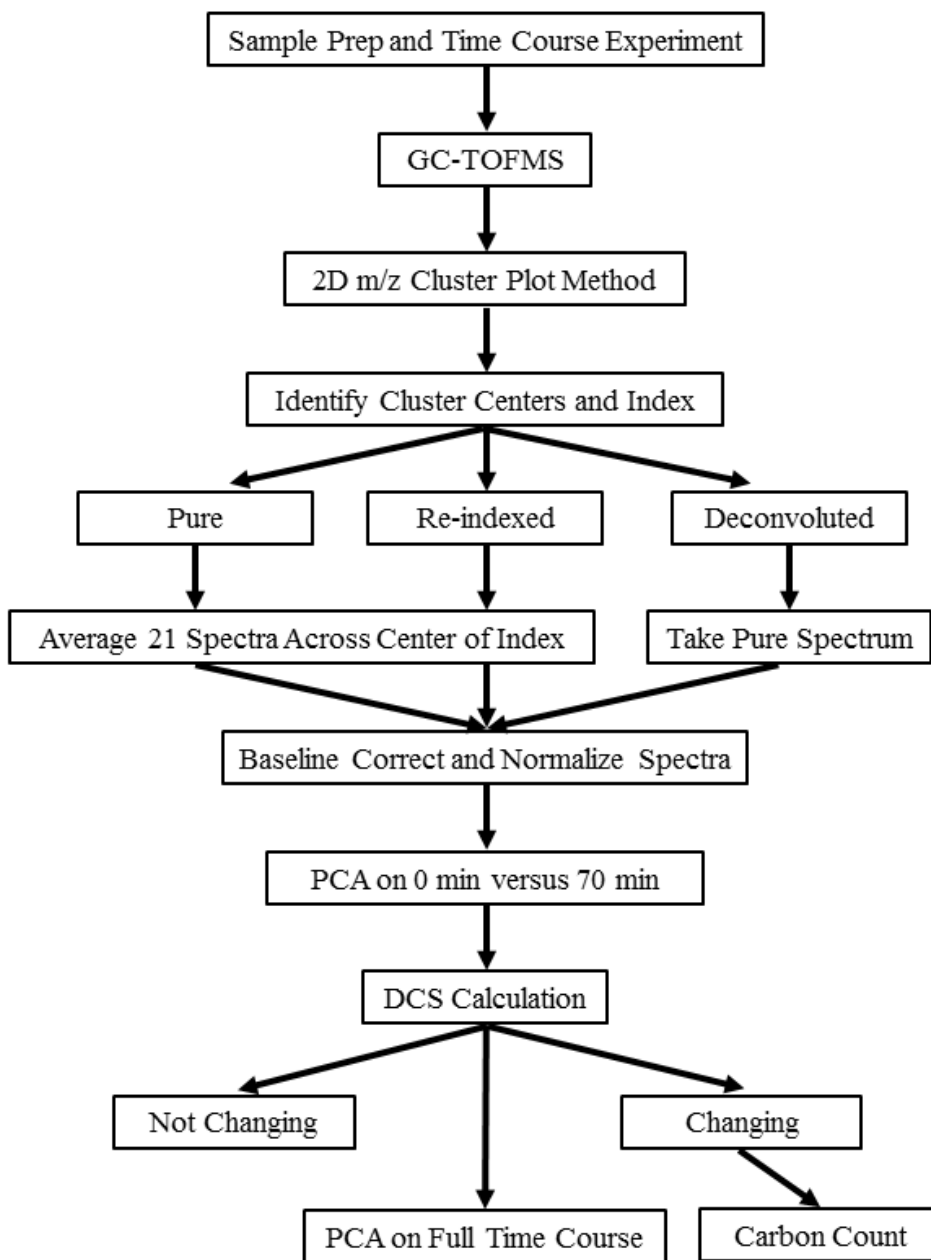 Sample Prep and Time Course Experiment
GC-TOFMS
2D m/z Cluster Plot Method
Identify Cluster Centers and Index
Pure
Re-indexed
Deconvoluted
Average 21 Spectra Across Center of Index
Take Pure Spectrum
Baseline Correct and Normalize Spectra
PCA on 0 min versus 70 min
DCS Calculation
Not Changing
Changing
PCA on Full Time Course
Carbon Count